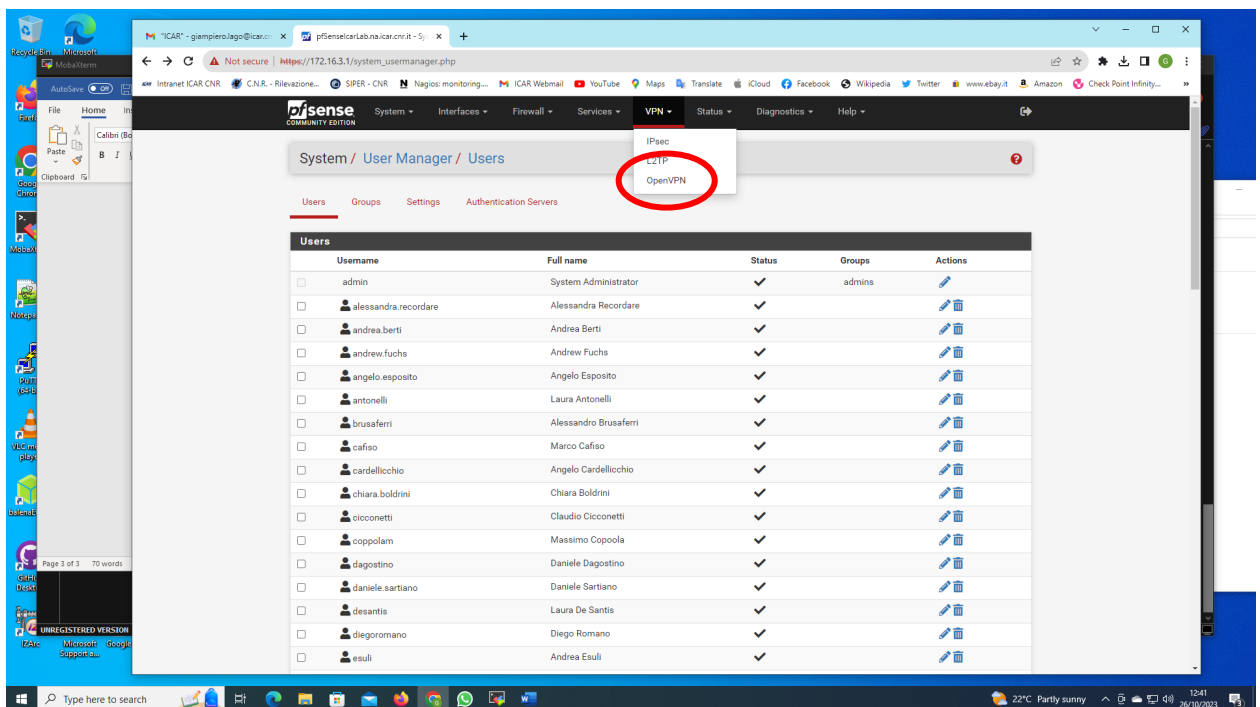 Recycle Bin
Microsoft
"ICAR" - giampiero.lago@icar.cn
pfSenseIcarLab.na.icar.cnr.it - Sy
MobaXterm
Not secure https://172.16.3.1/system_usermanager.php
Intranet ICAR CNR C.N.R. - Rilevazione... SIPER - CNR Nagios: monitoring.... ICAR Webmail YouTube Maps Translate iCloud Facebook Wikipedia Twitter www.ebay.it Amazon Check Point Infinity... »
AutoSave Off
File Home In
pfsense COMMUNITY EDITION System Interfaces Firewall Services VPN Status Diagnostics Help
Calibri (Bo
Paste B I
Clipboard
IPsec
L2TP
OpenVPN
System / User Manager / Users
Users Groups Settings Authentication Servers
Users
Username Full name Status Groups Actions
admin System Administrator admins
alessandra.recordare Alessandra Recordare
andrea.berti Andrea Berti
andrew.fuchs Andrew Fuchs
angelo.esposito Angelo Esposito
antonelli Laura Antonelli
brusaferri Alessandro Brusaferri
cafiso Marco Cafiso
cardellicchio Angelo Cardellicchio
chiara.boldrini Chiara Boldrini
cicconetti Claudio Cicconetti
coppolam Massimo Copoola
dagostino Daniele Dagostino
daniele.sartiano Daniele Sartiano
desantis Laura De Santis
diegoromano Diego Romano
esuli Andrea Esuli
Page 3 of 3 70 words
UNREGISTERED VERSION
IZArc Microsoft Support a... Google
Type here to search
22°C Partly sunny
12:41
26/10/2023